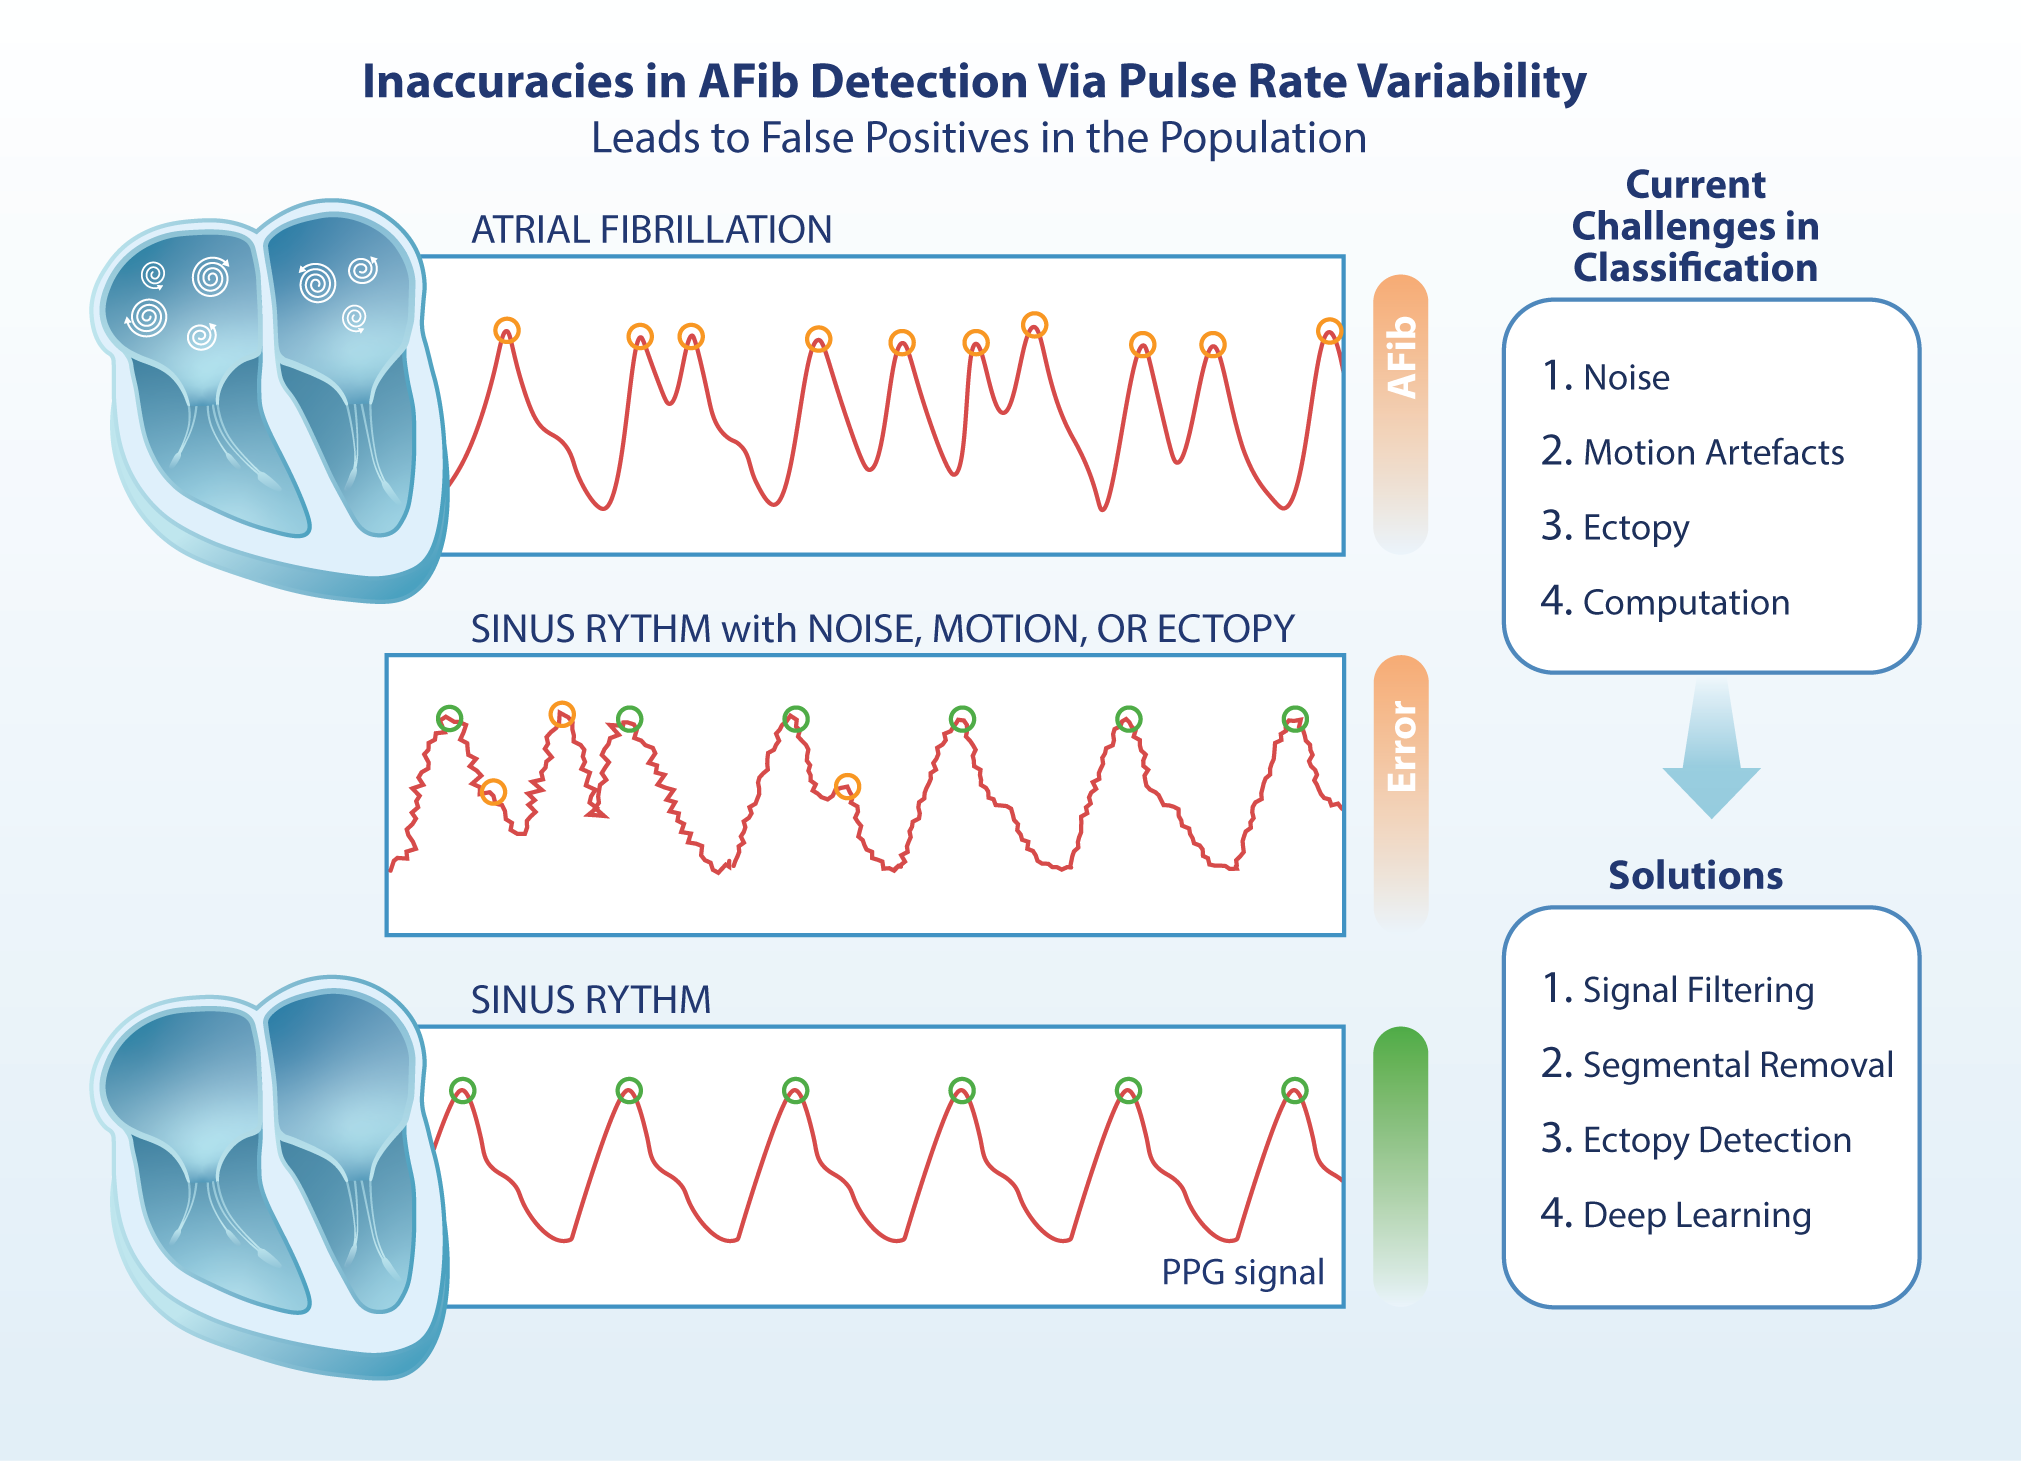 Inaccuracies in AFib Detection Via Pulse Rate Variability
Leads to False Positives in the Population
ATRIAL FIBRILLATION
AFib
SINUS RYTHM with NOISE, MOTION, OR ECTOPY
Error
SINUS RYTHM
PPG signal
Current
Challenges in
Classification
1. Noise
2. Motion Artefacts
3. Ectopy
4. Computation
Solutions
1. Signal Filtering
2. Segmental Removal
3. Ectopy Detection
4. Deep Learning